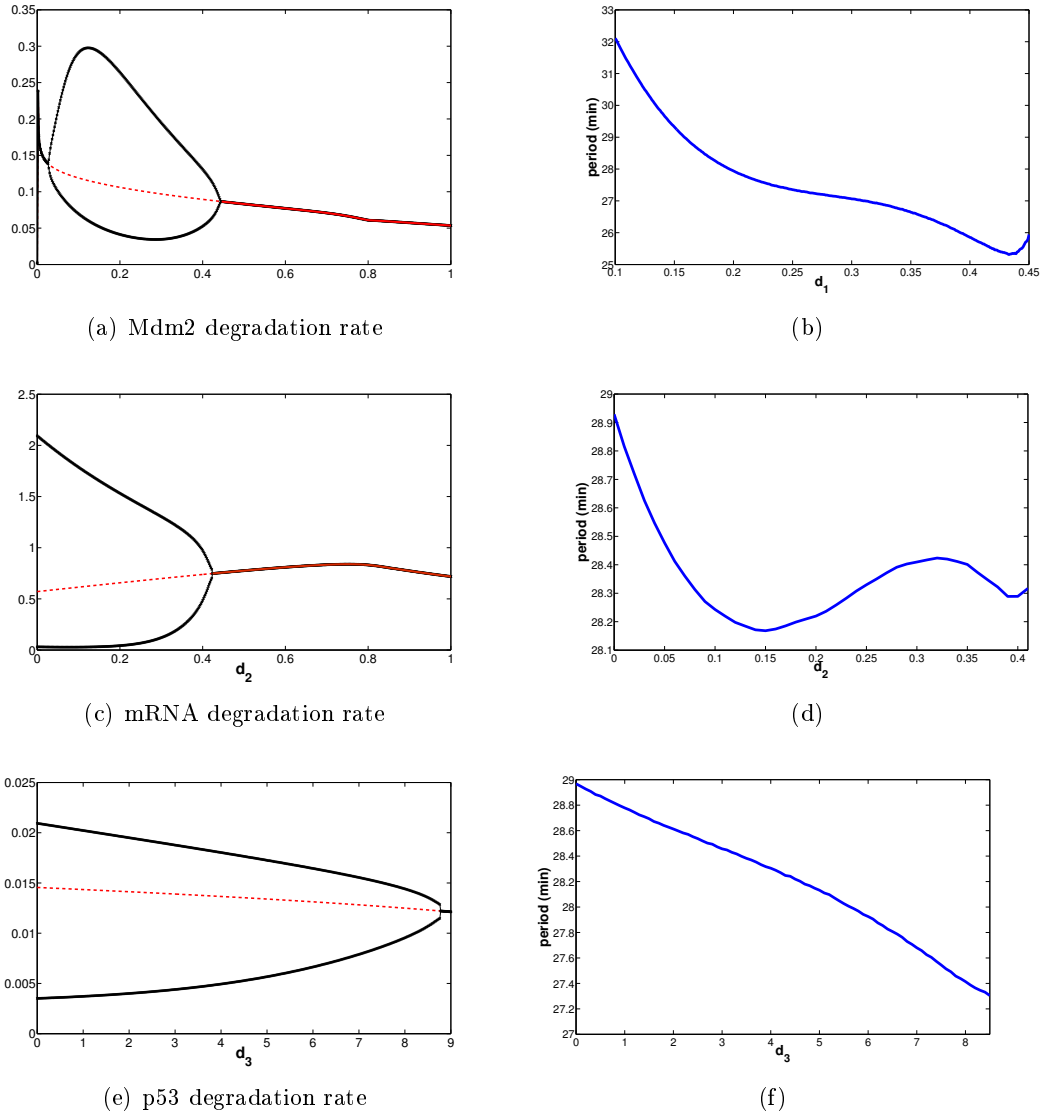 0.35
0.3
0.25
0.2
0.15
0.1
0.05
0
0 0.2 0.4 0.6 0.8 1
(a) Mdm2 degradation rate
33
32
31
30
29
28
27
26
25
period (min)
0.1 0.15 0.2 0.25 0.3 0.35 0.4 0.45
d1
(b)
2.5
2
1.5
1
0.5
0
0 0.2 0.4 0.6 0.8 1
d2
(c) mRNA degradation rate
29
28.9
28.8
28.7
28.6
28.5
28.4
28.3
28.2
28.1
period (min)
0 0.05 0.1 0.15 0.2 0.25 0.3 0.35 0.4
d2
(d)
0.025
0.02
0.015
0.01
0.005
0
0 1 2 3 4 5 6 7 8 9
d3
(e) p53 degradation rate
29
28.8
28.6
28.4
28.2
28
27.8
27.6
27.4
27.2
27
period (min)
0 1 2 3 4 5 6 7 8
d3
(f)